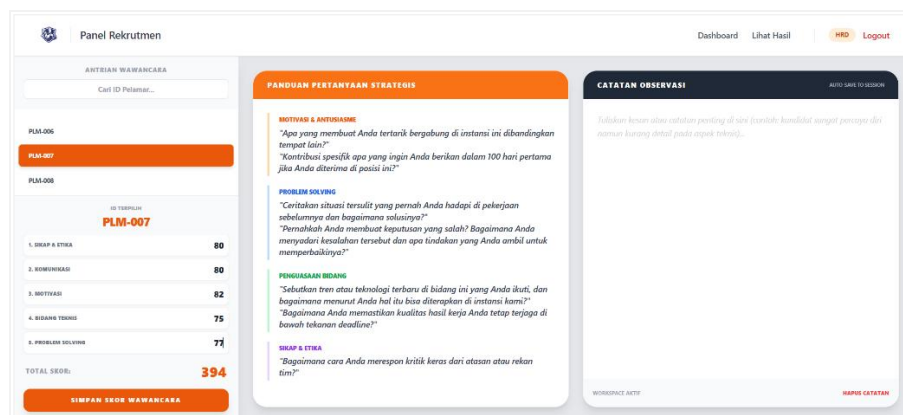 Panel Rekrutmen
Dashboard
Lihat Hasil
HRD
Logout
ANTRIAN WAWANCARA
Cari ID Pelamar...
PLM-006
PLM-007
PLM-008
ID TERPILIH
PLM-007
1. SIKAP & ETIKA 80
2. KOMUNIKASI 80
3. MOTIVASI 82
4. BIDANG TEKNIS 75
5. PROBLEM SOLVING 77
TOTAL SKOR: 394
SIMPAN SKOR WAWANCARA
PANDUAN PERTANYAAN STRATEGIS
MOTIVASI & ANTUSIASME
"Apa yang membuat Anda tertarik bergabung di instansi ini dibandingkan
tempat lain?"
"Kontribusi spesifik apa yang ingin Anda berikan dalam 100 hari pertama
jika Anda diterima di posisi ini?"
PROBLEM SOLVING
"Ceritakan situasi tersulit yang pernah Anda hadapi di pekerjaan
sebelumnya dan bagaimana solusinya?"
"Pernahkah Anda membuat keputusan yang salah? Bagaimana Anda
menyadari kesalahan tersebut dan apa tindakan yang Anda ambil untuk
memperbaikinya?"
PENGUASAAN BIDANG
"Sebutkan tren atau teknologi terbaru di bidang ini yang Anda ikuti, dan
bagaimana menurut Anda hal itu bisa diterapkan di instansi kami?"
"Bagaimana Anda memastikan kualitas hasil kerja Anda tetap terjaga di
bawah tekanan deadline?"
SIKAP & ETIKA
"Bagaimana cara Anda merespon kritik keras dari atasan atau rekan
tim?"
CATATAN OBSERVASI
AUTO SAVE TO SESSION
Tuliskan kesan atau catatan penting di sini (contoh: kandidat sangat percaya diri
namun kurang detail pada aspek teknis)...
WORKSPACE AKTIF
HAPUS CATATAN